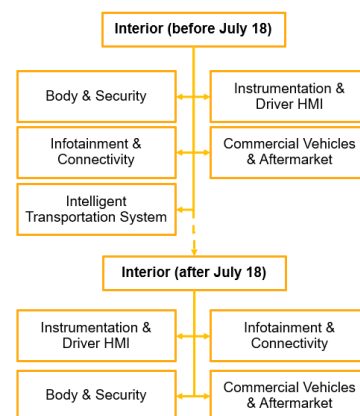 Interior (before July 18)
Body & Security
Instrumentation &
Driver HMI
Infotainment &
Connectivity
Commercial Vehicles
& Aftermarket
Intelligent
Transportation System
Interior (after July 18)
Instrumentation &
Driver HMI
Infotainment &
Connectivity
Body & Security
Commercial Vehicles
& Aftermarket